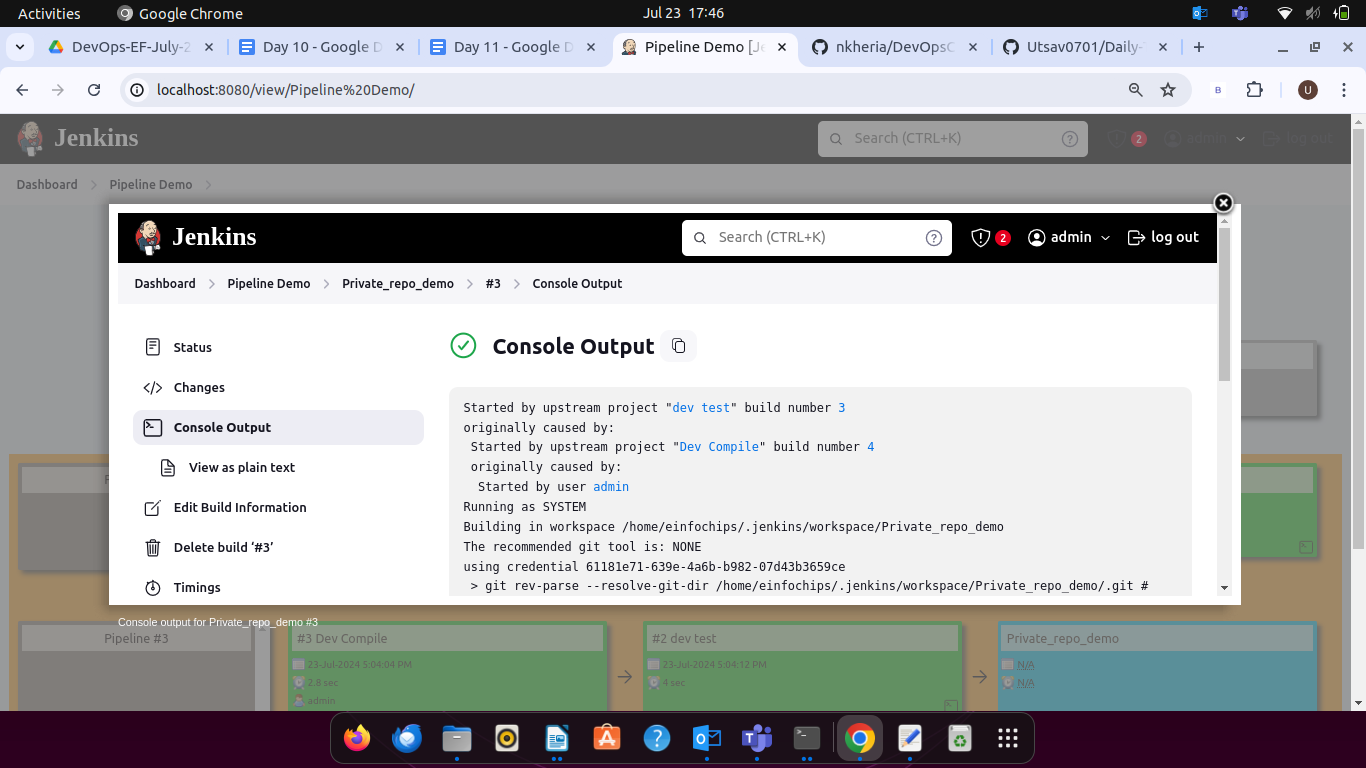 Activities
Google Chrome
Jul 23 17:46
DevOps-EF-July-2
Day 10 - Google D
Day 11 - Google D
Pipeline Demo [Je
nkheria/DevOpsC
Utsav0701/Daily-
localhost:8080/view/Pipeline%20Demo/
B
U
Jenkins
Search (CTRL+K)
?
2
admin
log out
Dashboard
Pipeline Demo
Jenkins
Search (CTRL+K)
?
2
admin
log out
Dashboard
Pipeline Demo
Private_repo_demo
#3
Console Output
Status
Changes
Console Output
View as plain text
Edit Build Information
Delete build ‘#3’
Timings
Console Output
Started by upstream project "dev test" build number 3
originally caused by:
Started by upstream project "Dev Compile" build number 4
originally caused by:
Started by user admin
Running as SYSTEM
Building in workspace /home/einfochips/.jenkins/workspace/Private_repo_demo
The recommended git tool is: NONE
using credential 61181e71-639e-4a6b-b982-07d43b3659ce
> git rev-parse --resolve-git-dir /home/einfochips/.jenkins/workspace/Private_repo_demo/.git #
Console output for Private_repo_demo #3
Pipeline #3
#3 Dev Compile
23-Jul-2024 5:04:04 PM
2.8 sec
admin
#2 dev test
23-Jul-2024 5:04:12 PM
4 sec
Private_repo_demo
N/A
N/A